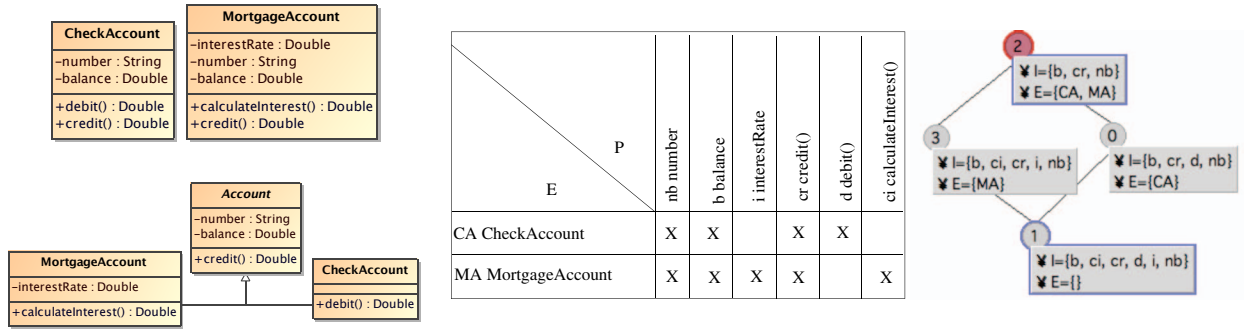 CheckAccount
–number : String
–balance : Double
+debit() : Double
+credit() : Double
MortgageAccount
–interestRate : Double
–number : String
–balance : Double
+calculateInterest() : Double
+credit() : Double
Account
–number : String
–balance : Double
+credit() : Double
MortgageAccount
–interestRate : Double
+calculateInterest() : Double
CheckAccount
+debit() : Double
P
E
nb number
b balance
i interestRate
cr credit()
d debit()
ci calculateInterest()
CA CheckAccount X X X X
MA MortgageAccount X X X X X
2
¥ I={b, cr, nb}
¥ E={CA, MA}
3
¥ I={b, ci, cr, i, nb}
¥ E={MA}
0
¥ I={b, cr, d, nb}
¥ E={CA}
1
¥ I={b, ci, cr, d, i, nb}
¥ E={}